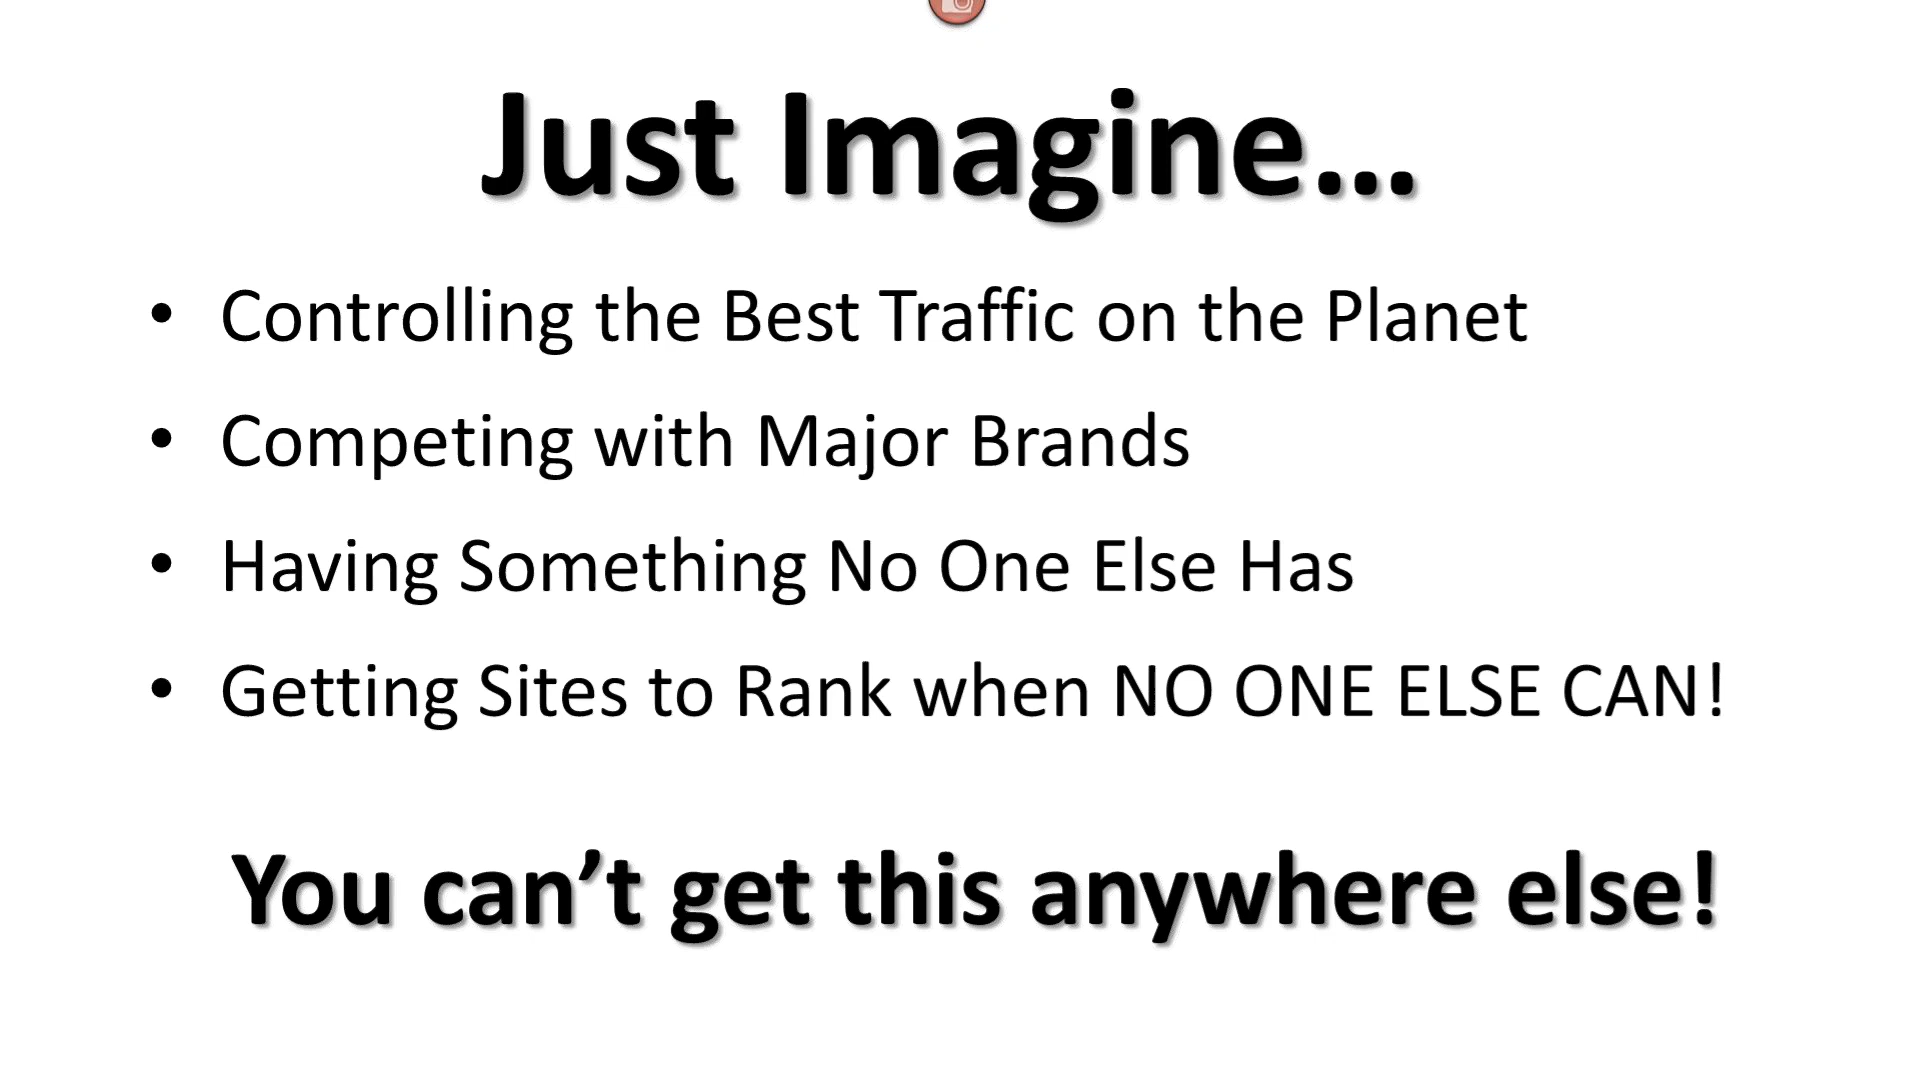 Just Imagine...
• Controlling the Best Traffic on the Planet
• Competing with Major Brands
• Having Something No One Else Has
• Getting Sites to Rank when NO ONE ELSE CAN!
You can’t get this anywhere else!